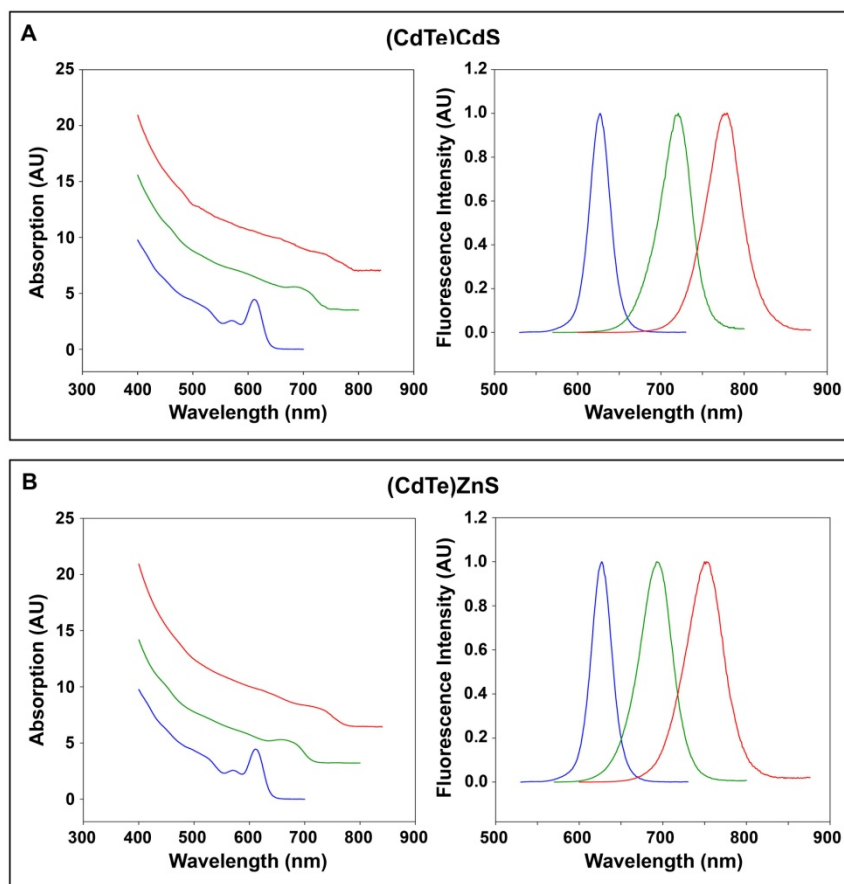 A
(CdTe)CdS
25
20
15
10
5
0
300 400 500 600 700 800 900
Absorption (AU)
Wavelength (nm)
1.2
1.0
0.8
0.6
0.4
0.2
0.0
500 600 700 800 900
Fluorescence Intensity (AU)
Wavelength (nm)
B
(CdTe)ZnS
25
20
15
10
5
0
300 400 500 600 700 800 900
Absorption (AU)
Wavelength (nm)
1.2
1.0
0.8
0.6
0.4
0.2
0.0
500 600 700 800 900
Fluorescence Intensity (AU)
Wavelength (nm)